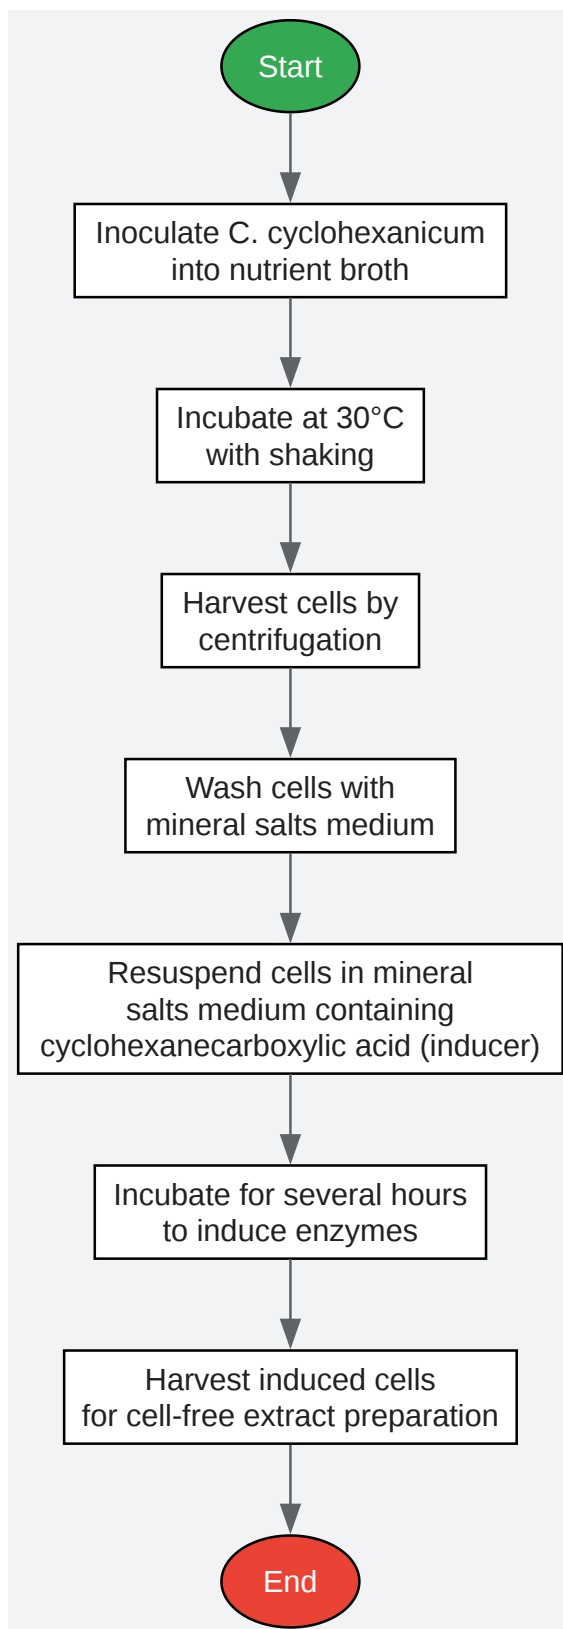 Start
Inoculate C. cyclohexanicum
into nutrient broth
Incubate at 30°C
with shaking
Harvest cells by
centrifugation
Wash cells with
mineral salts medium
Resuspend cells in mineral
salts medium containing
cyclohexanecarboxylic acid (inducer)
Incubate for several hours
to induce enzymes
Harvest induced cells
for cell-free extract preparation
End